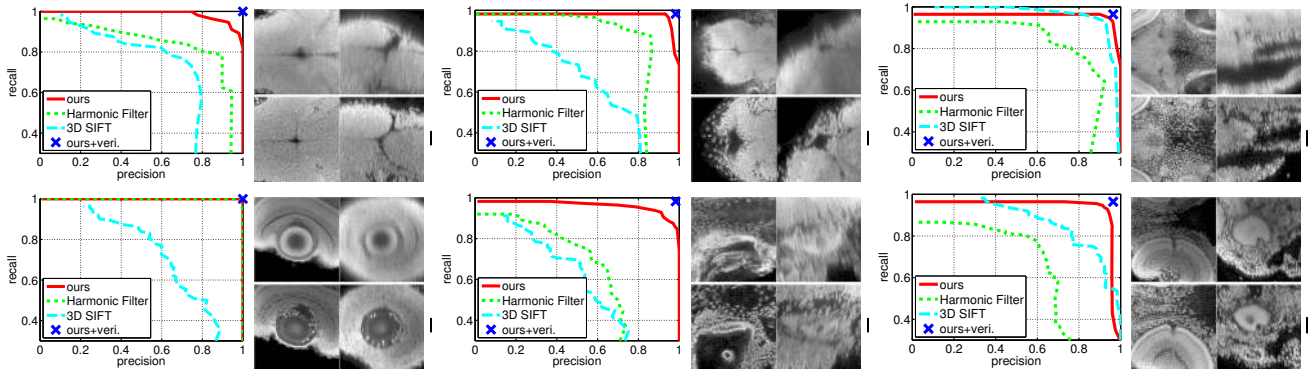 1
0.8
0.6
0.4
recall
ours
Harmonic Filter
3D SIFT
ours+veri.
0 0.2 0.4 0.6 0.8 1
precision
1
0.8
0.6
0.4
recall
ours
Harmonic Filter
3D SIFT
ours+veri.
0 0.2 0.4 0.6 0.8 1
precision
1
0.8
0.6
0.4
recall
ours
Harmonic Filter
3D SIFT
ours+veri.
0 0.2 0.4 0.6 0.8 1
precision
1
0.8
0.6
0.4
recall
ours
Harmonic Filter
3D SIFT
ours+veri.
0 0.2 0.4 0.6 0.8 1
precision
1
0.8
0.6
0.4
recall
ours
Harmonic Filter
3D SIFT
ours+veri.
0 0.2 0.4 0.6 0.8 1
precision
1
0.8
0.6
0.4
recall
ours
Harmonic Filter
3D SIFT
ours+veri.
0 0.2 0.4 0.6 0.8 1
precision